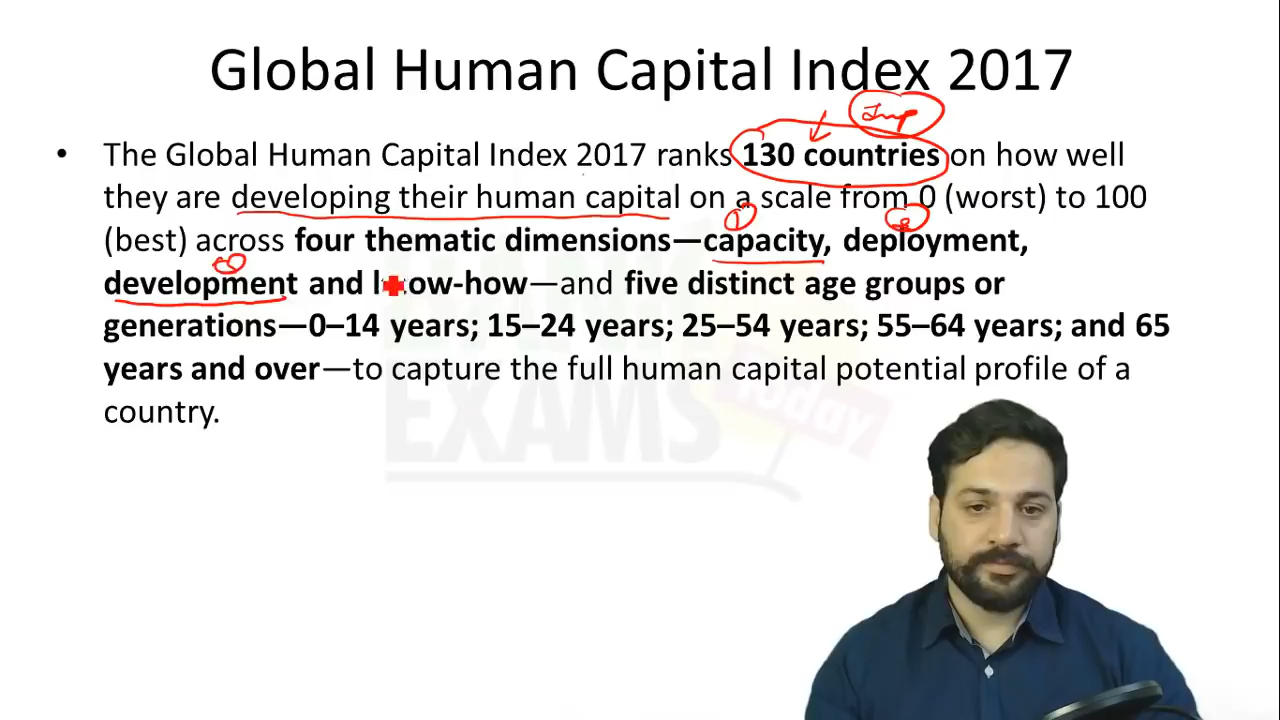 Global Human Capital Index 2017
Imp
• The Global Human Capital Index 2017 ranks 130 countries on how well
they are developing their human capital on a scale from 0 (worst) to 100
(best) across four thematic dimensions—capacity, deployment,
development and know-how—and five distinct age groups or
generations—0–14 years; 15–24 years; 25–54 years; 55–64 years; and 65
years and over—to capture the full human capital potential profile of a
country.
EXAMS
Today